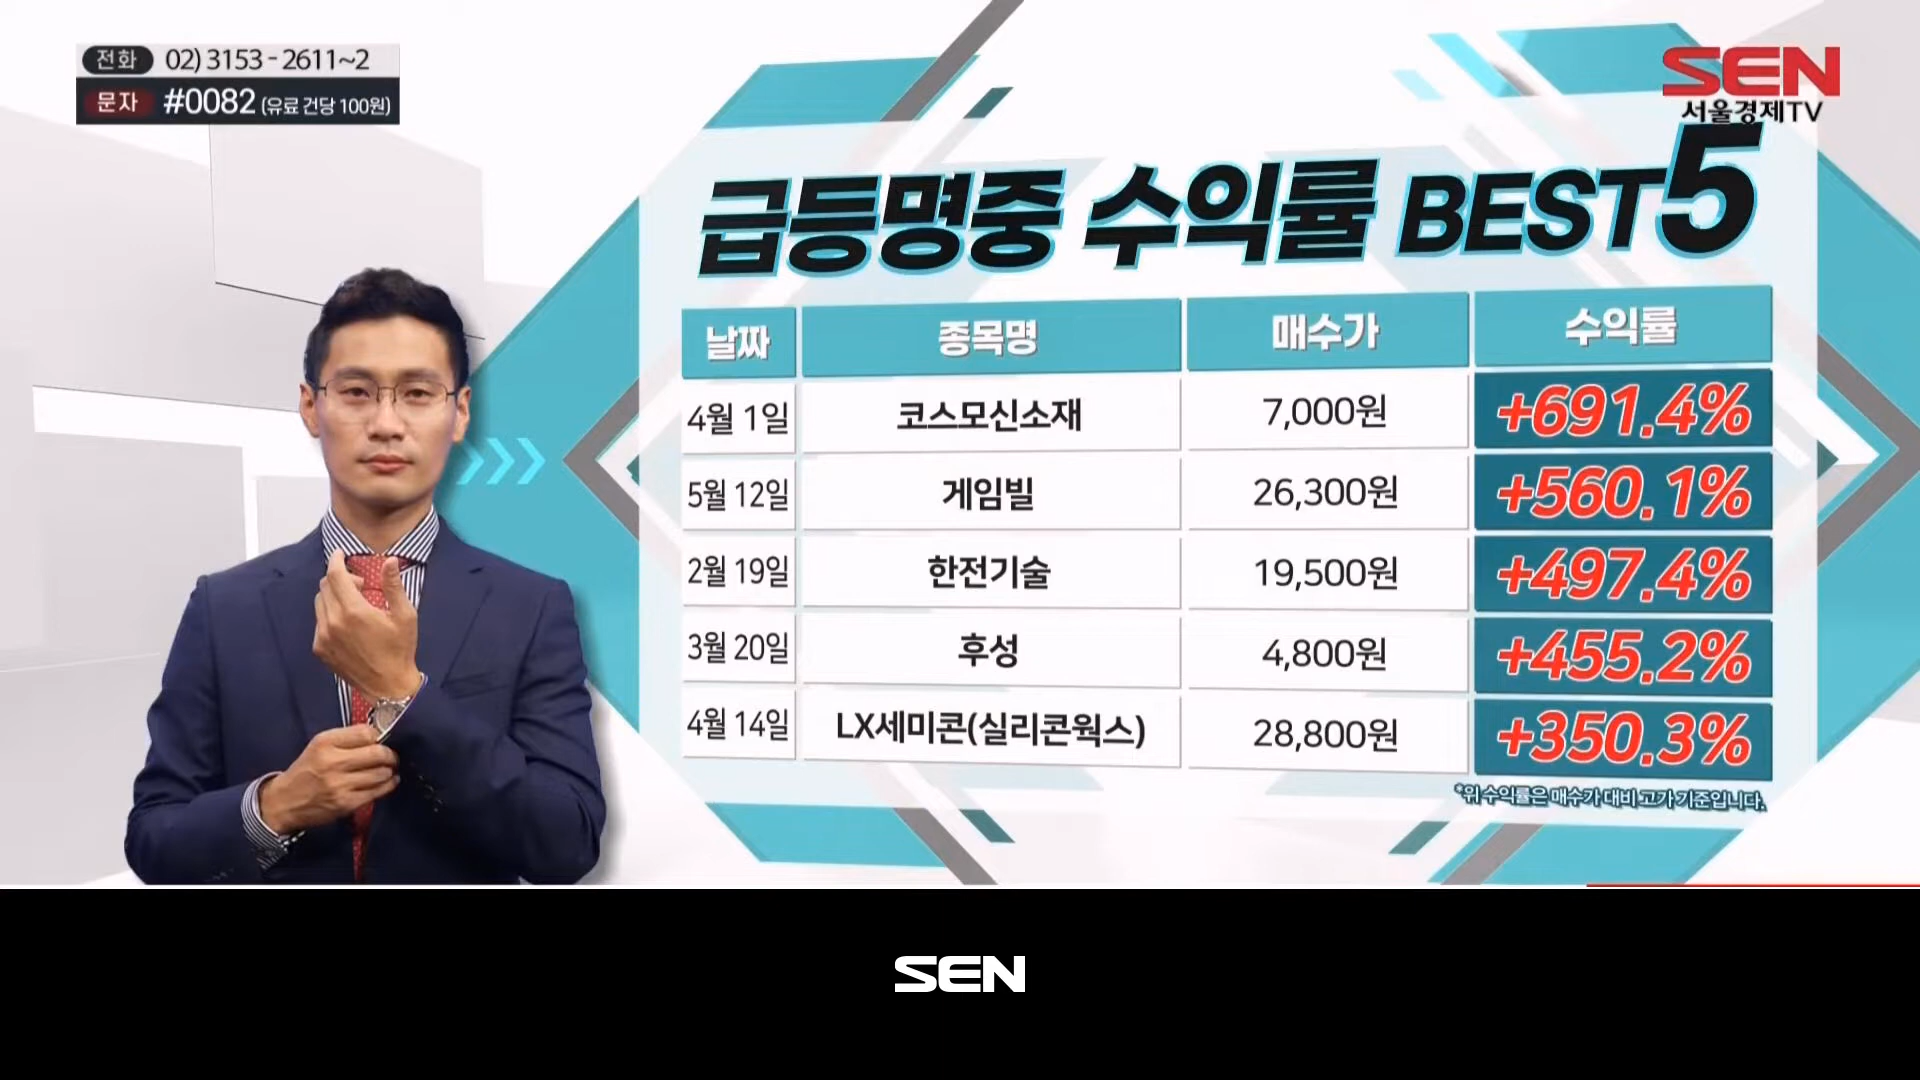 전화 02) 3153 - 2611~2
문자 #0082 (유료 건당 100원)
SEN
서울경제TV
급등명중 수익률 BEST5
날짜 종목명 매수가 수익률
4월 1일 코스모신소재 7,000원 +691.4%
5월 12일 게임빌 26,300원 +560.1%
2월 19일 한전기술 19,500원 +497.4%
3월 20일 후성 4,800원 +455.2%
4월 14일 LX세미콘(실리콘웍스) 28,800원 +350.3%
*위 수익률은 매수가 대비 고가 기준입니다.
SEN